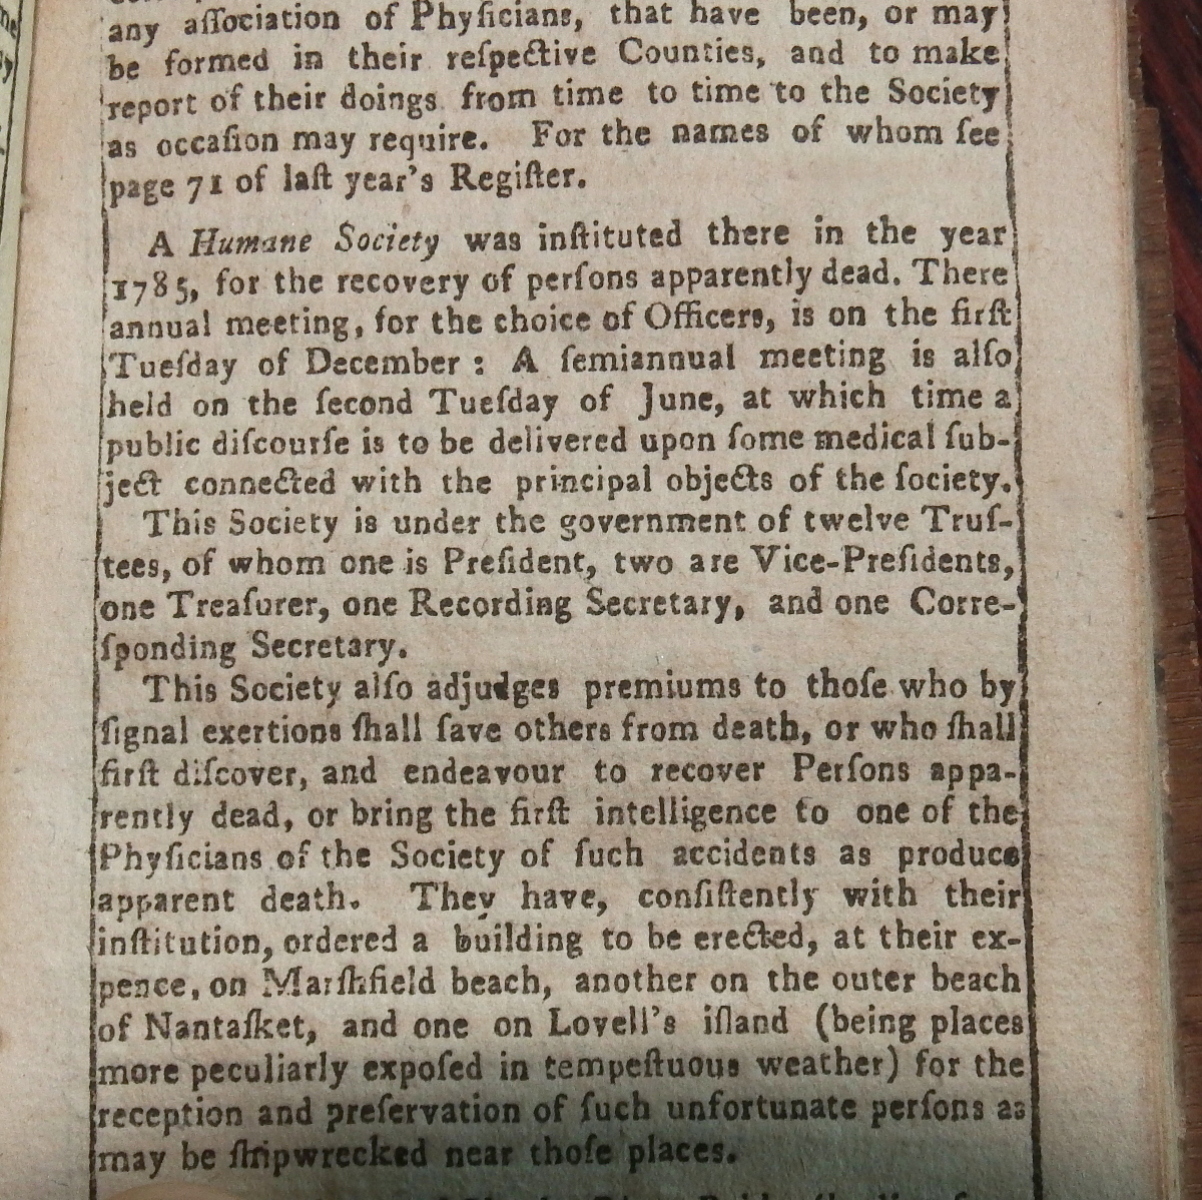 any aſſociation of Phyſicians, that have been, or may
be formed in their reſpective Counties, and to make
report of their doings from time to time to the Society
as occaſion may require. For the names of whom ſee
page 71 of laſt year's Regiſter.
A Humane Society was inſtituted there in the year
1785, for the recovery of perſons apparently dead. There
annual meeting, for the choice of Officers, is on the firſt
Tueſday of December : A ſemiannual meeting is alſo
held on the ſecond Tueſday of June, at which time a
public diſcourſe is to be delivered upon ſome medical ſub-
ject connected with the principal objects of the ſociety.
This Society is under the government of twelve Truſ-
tees, of whom one is Preſident, two are Vice-Preſidents,
one Treaſurer, one Recording Secretary, and one Corre-
ſponding Secretary.
This Society alſo adjudges premiums to thoſe who by
ſignal exertions ſhall ſave others from death, or who ſhall
firſt diſcover, and endeavour to recover Perſons appa-
rently dead, or bring the firſt intelligence to one of the
Phyſicians of the Society of ſuch accidents as produce
apparent death. They have, conſiſtently with their
inſtitution, ordered a building to be erected, at their ex-
pence, on Marſhfield beach, another on the outer beach
of Nantaſket, and one on Lovell's iſland (being places
more peculiarly expoſed in tempeſtuous weather) for the
reception and preſervation of ſuch unfortunate perſons as
may be ſhipwrecked near thoſe places.